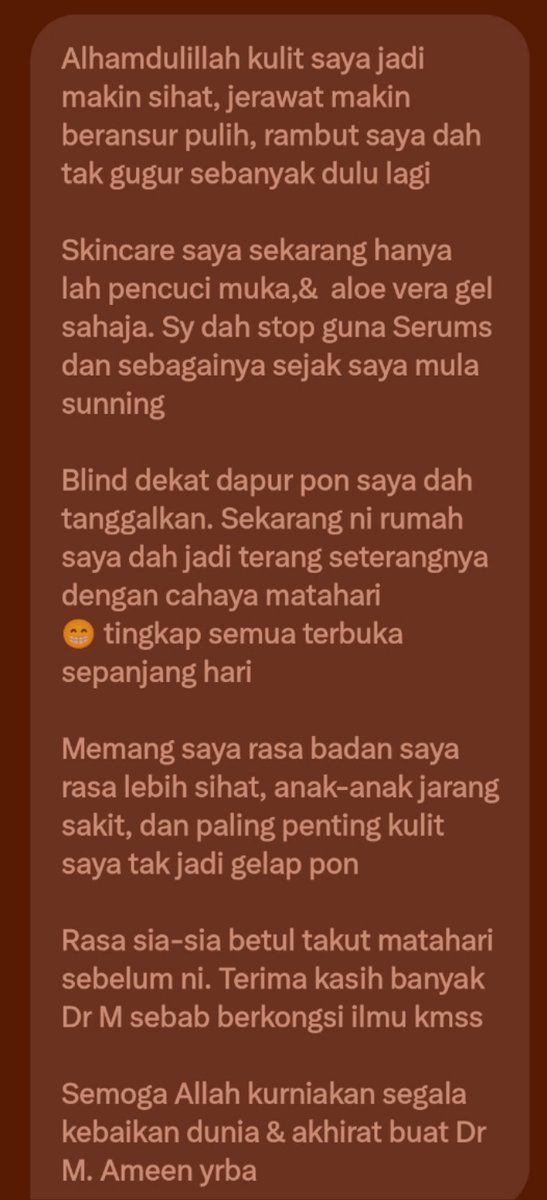 Alhamdulillah kulit saya jadi
makin sihat, jerawat makin
beransur pulih, rambut saya dah
tak gugur sebanyak dulu lagi
Skincare saya sekarang hanya
lah pencuci muka,& aloe vera gel
sahaja. Sy dah stop guna Serums
dan sebagainya sejak saya mula
sunning
Blind dekat dapur pon saya dah
tanggalkan. Sekarang ni rumah
saya dah jadi terang seterangnya
dengan cahaya matahari
😁 tingkap semua terbuka
sepanjang hari
Memang saya rasa badan saya
rasa lebih sihat, anak-anak jarang
sakit, dan paling penting kulit
saya tak jadi gelap pon
Rasa sia-sia betul takut matahari
sebelum ni. Terima kasih banyak
Dr M sebab berkongsi ilmu kmss
Semoga Allah kurniakan segala
kebaikan dunia & akhirat buat Dr
M. Ameen yrba